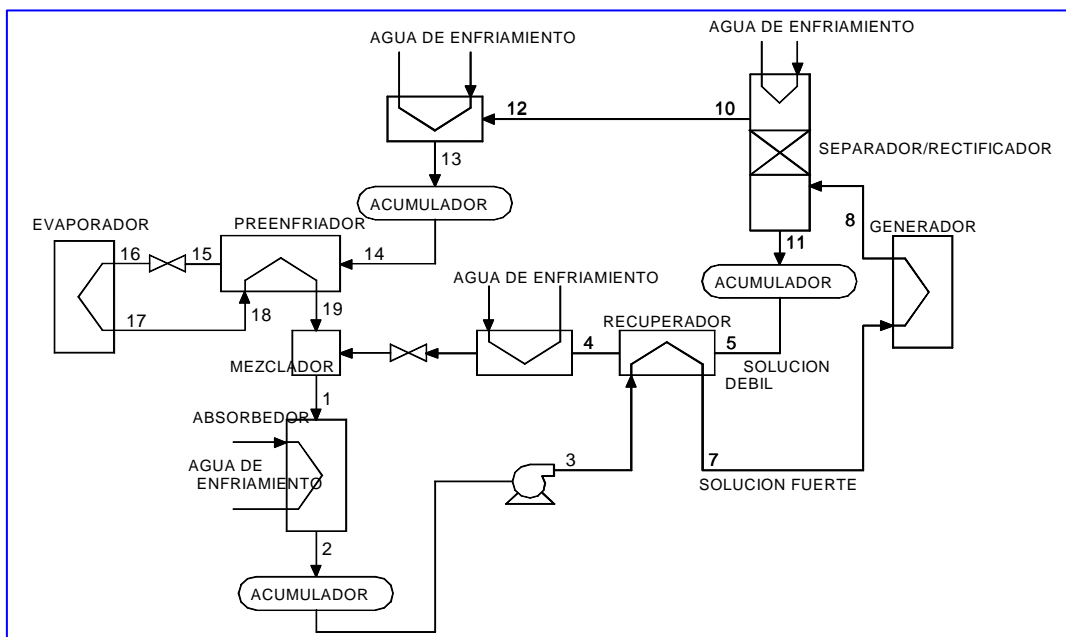 AGUA DE ENFRIAMIENTO
AGUA DE ENFRIAMIENTO
12
10
13
SEPARADOR/RECTIFICADOR
ACUMULADOR
EVAPORADOR
PREENFRIADOR
8
GENERADOR
11
16
15
14
AGUA DE ENFRIAMIENTO
ACUMULADOR
17
18
19
RECUPERADOR
4
5
SOLUCION
DEBIL
MEZCLADOR
1
ABSORBEDOR
AGUA DE
ENFRIAMIENTO
3
7
SOLUCION FUERTE
2
ACUMULADOR